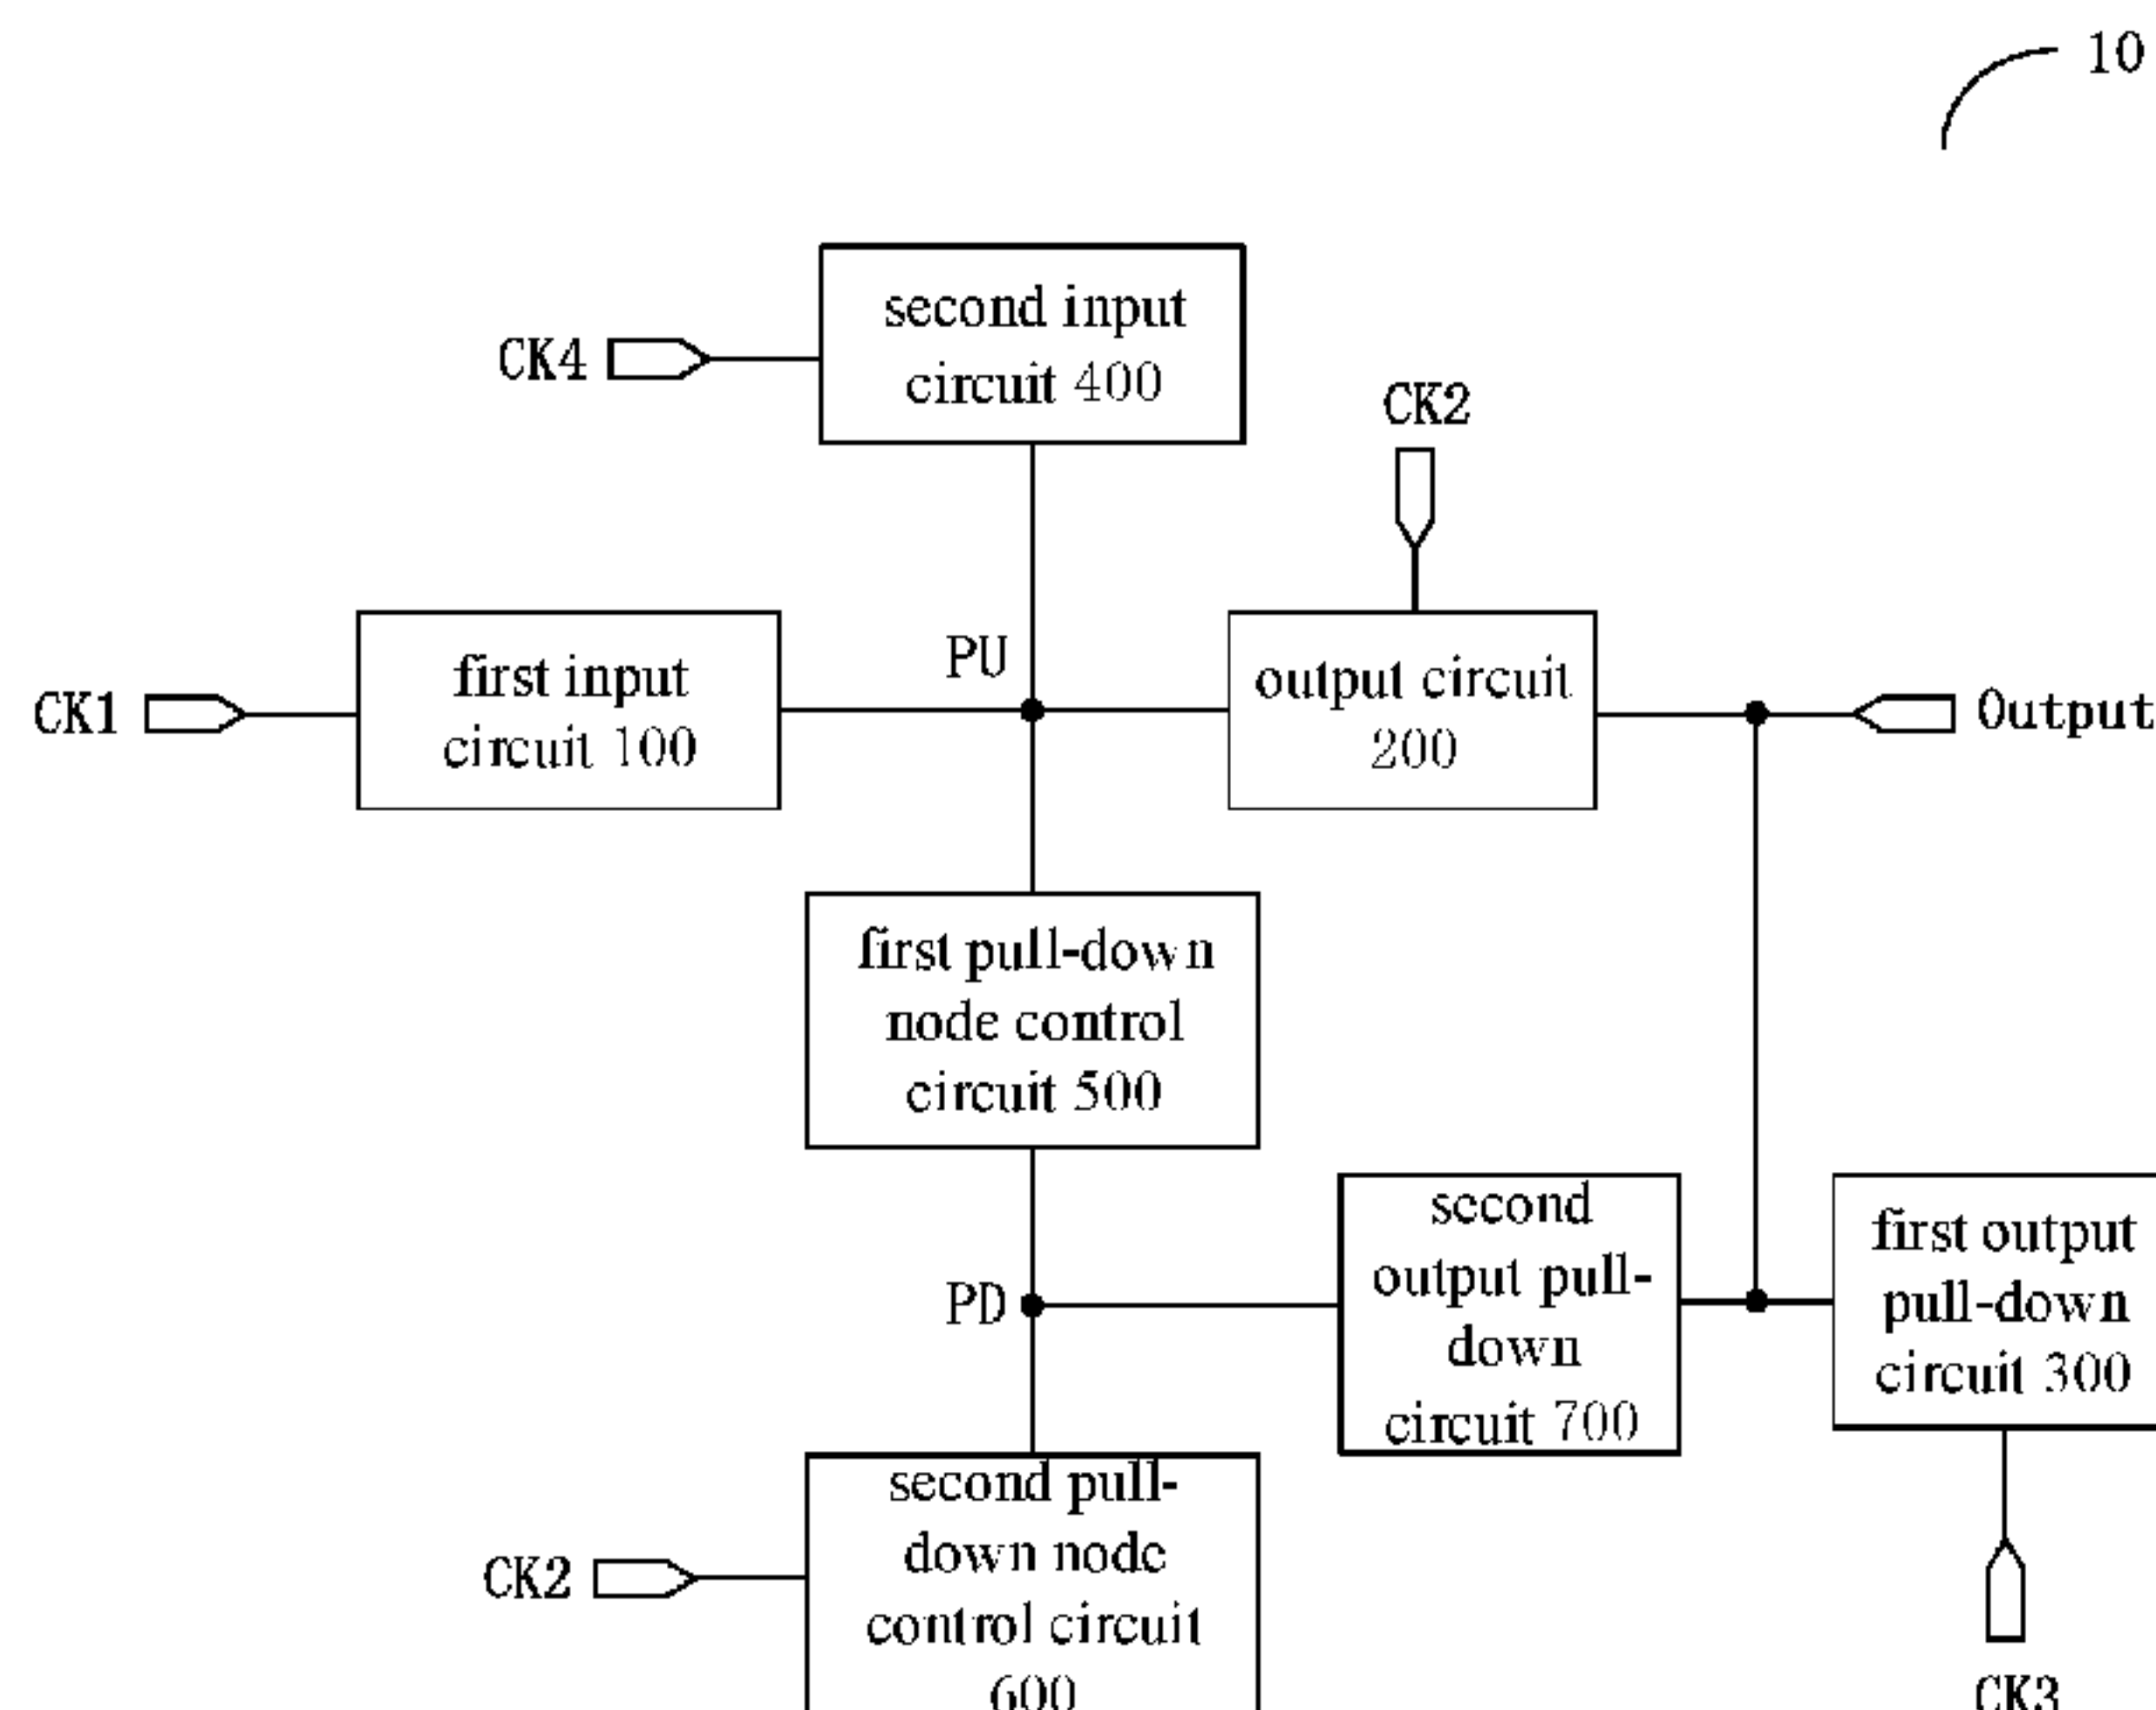 10
second input
circuit 400
CK4
CK2
PU
first input
circuit 100
CK1
output circuit
200
Output
first pull-down
node control
circuit 500
second
output pull-
down
circuit 700
first output
pull-down
circuit 300
PD
second pull-
down node
control circuit
600
CK2
CK3